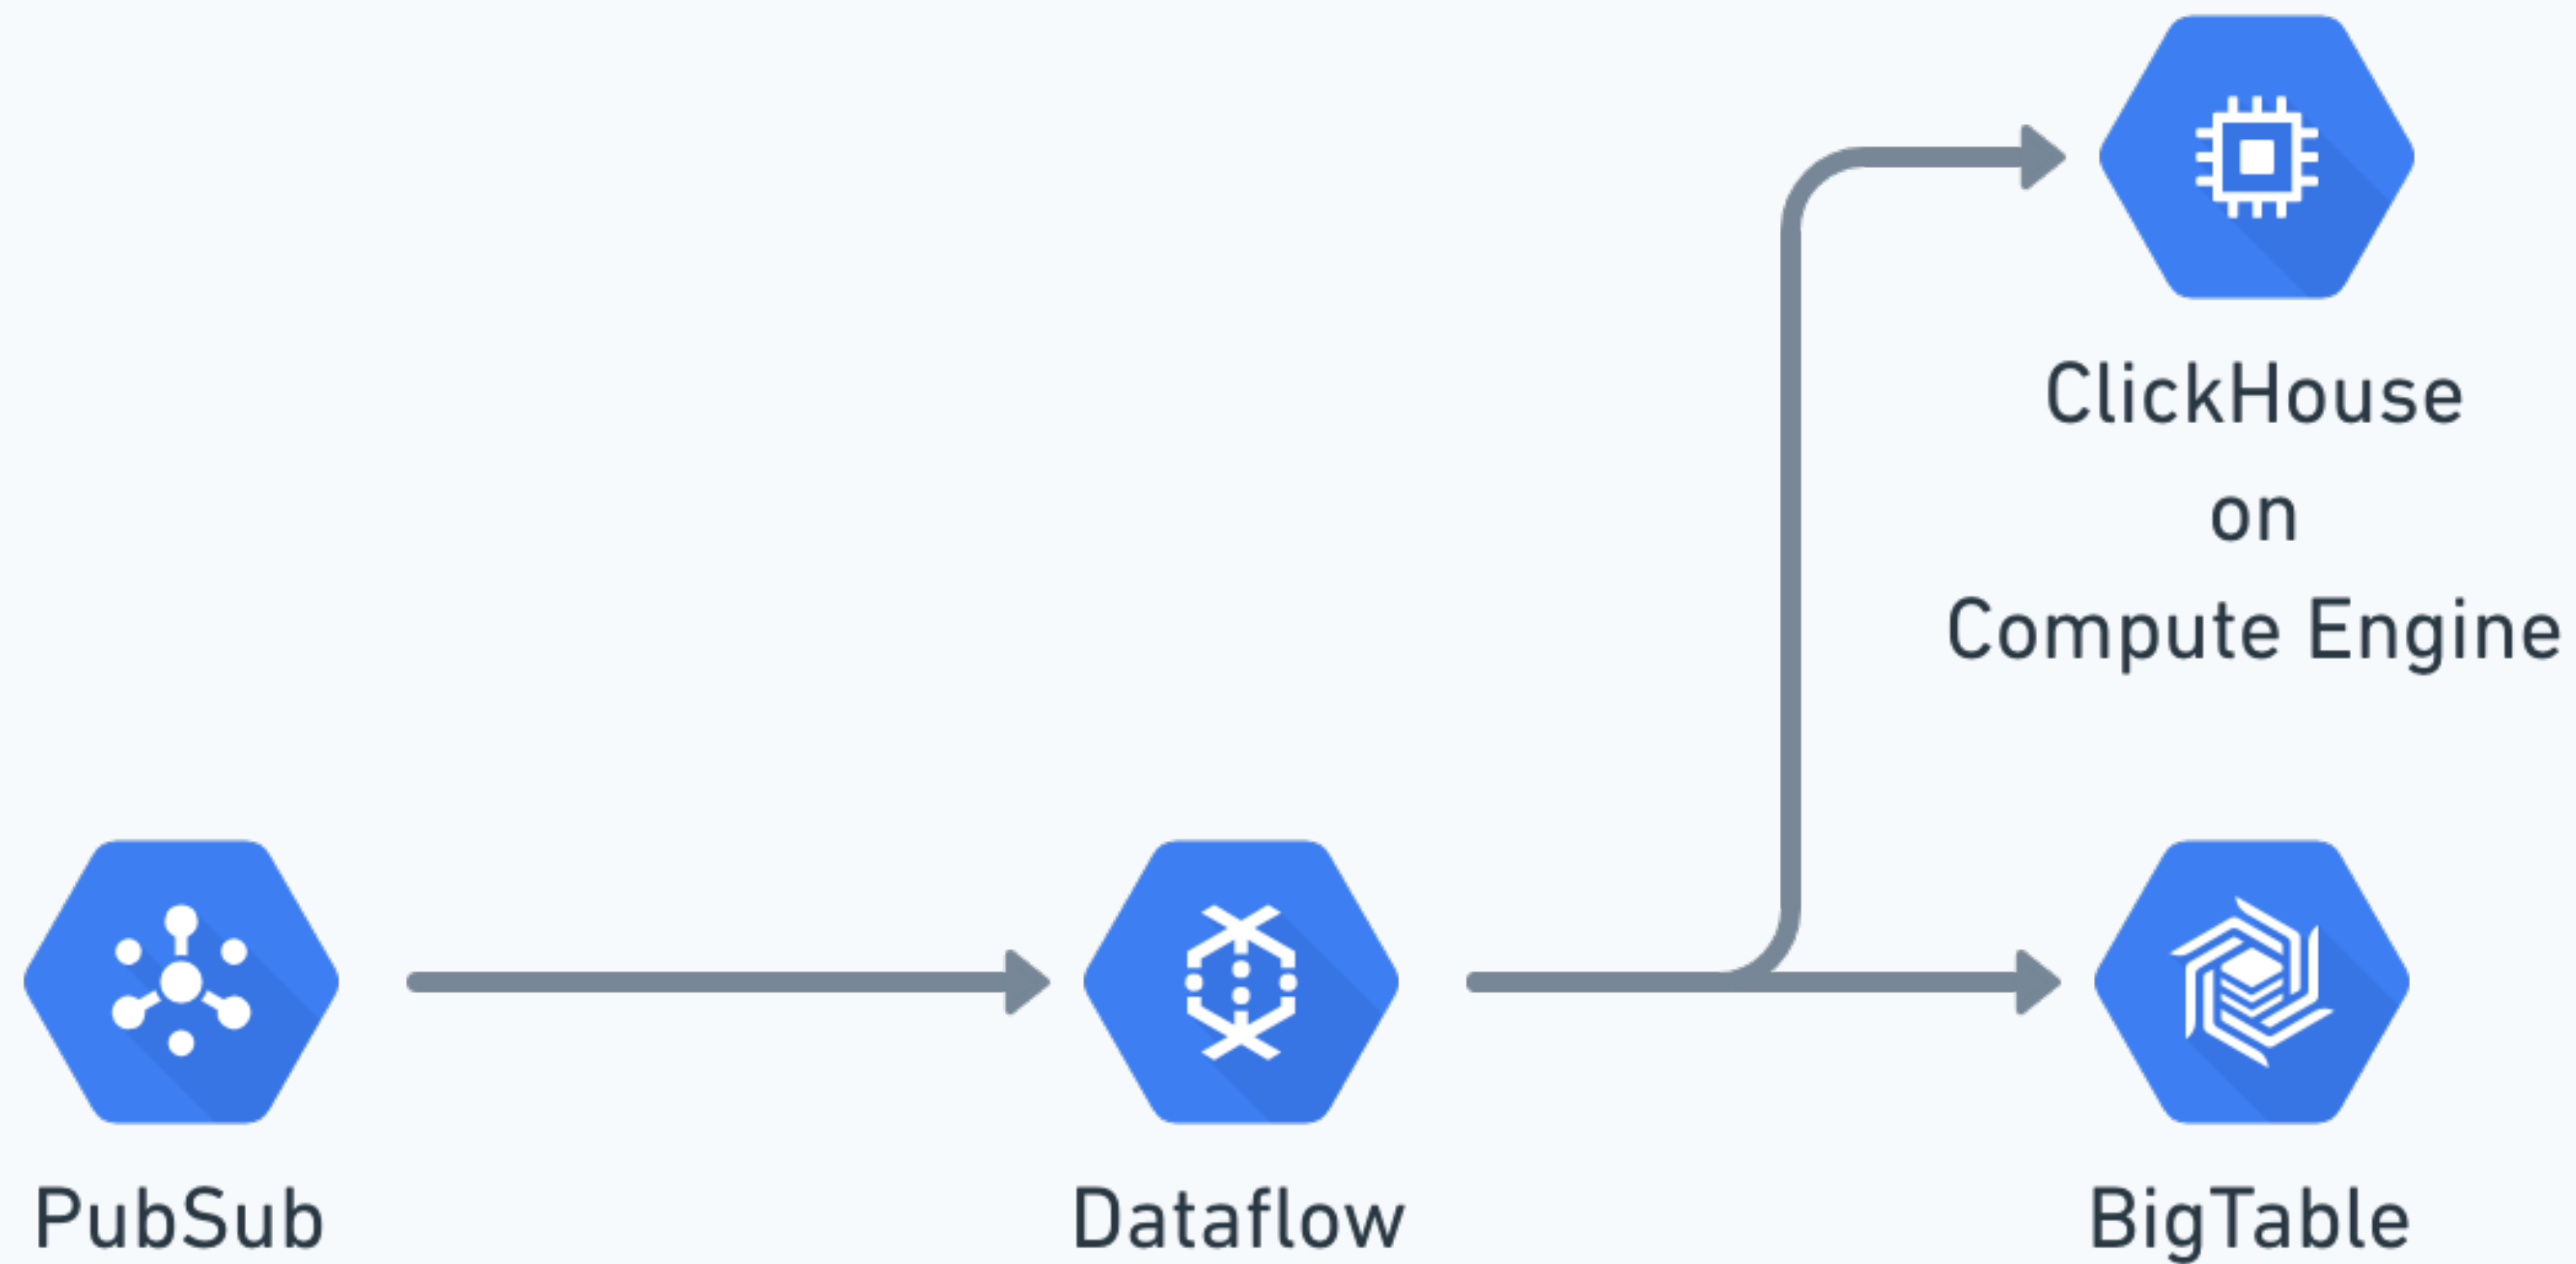 ClickHouse
on
Compute Engine
PubSub
Dataflow
BigTable